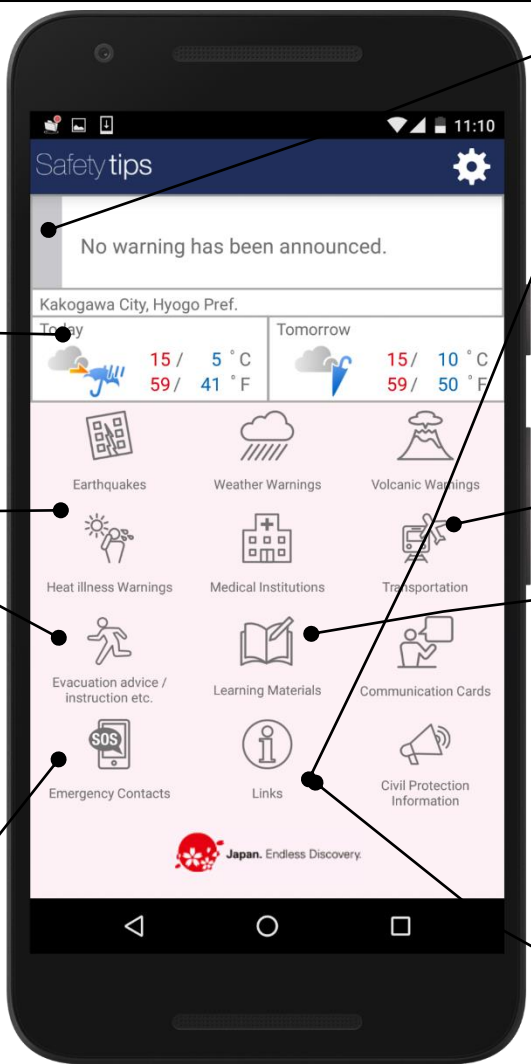 11:10
Safety tips
No warning has been announced.
Kakogawa City, Hyogo Pref.
Today
15 / 5 °C
59 / 41 °F
Tomorrow
15 / 10 °C
59 / 50 °F
Earthquakes
Weather Warnings
Volcanic Warnings
Heat illness Warnings
Medical Institutions
Transportation
Evacuation advice /
instruction etc.
Learning Materials
Communication Cards
SOS
Emergency Contacts
Links
Civil Protection
Information
Japan. Endless Discovery.